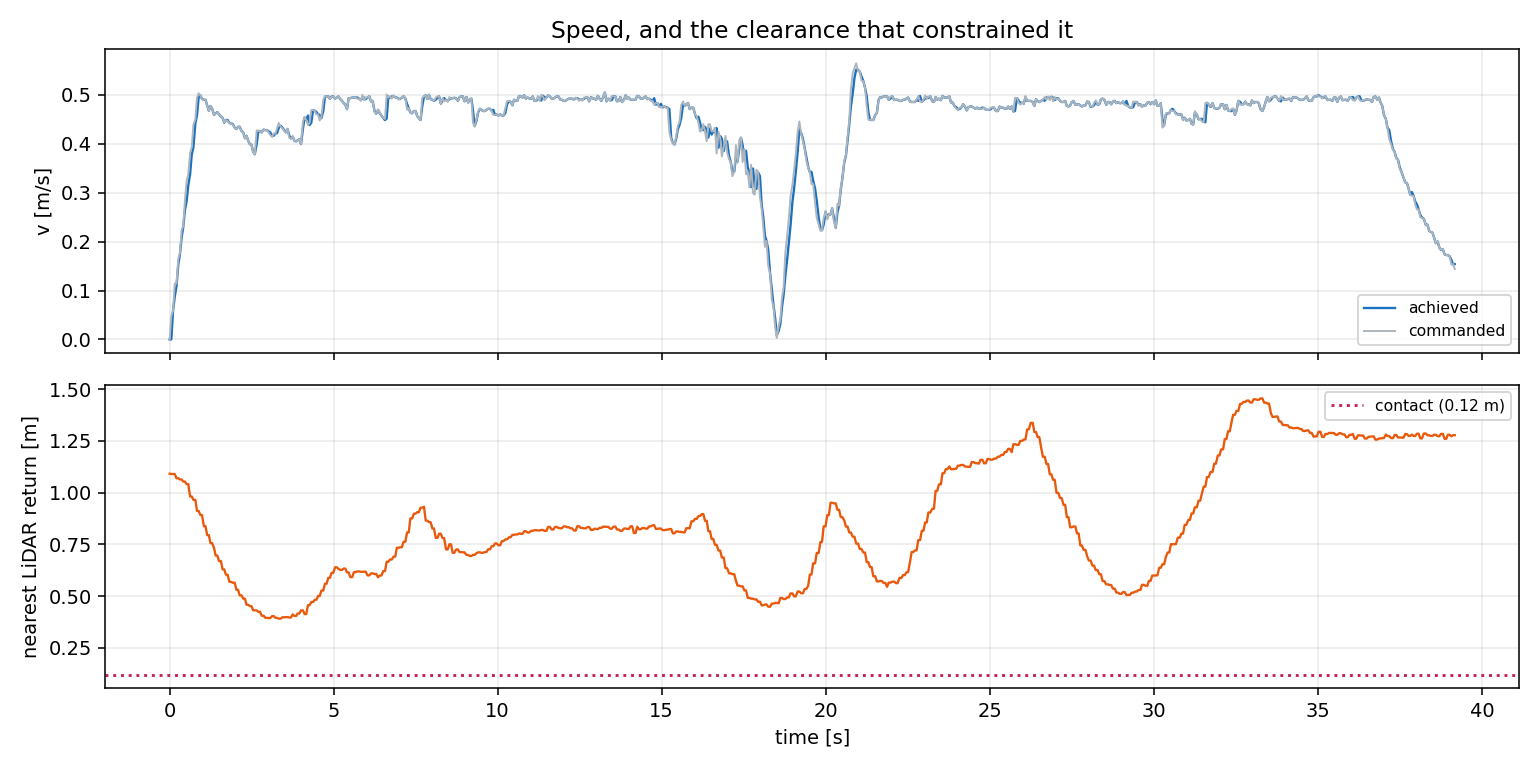 Speed, and the clearance that constrained it
v [m/s]
0.5
0.4
0.3
0.2
0.1
0.0
achieved
commanded
nearest LiDAR return [m]
1.50
1.25
1.00
0.75
0.50
0.25
contact (0.12 m)
0 5 10 15 20 25 30 35 40
time [s]